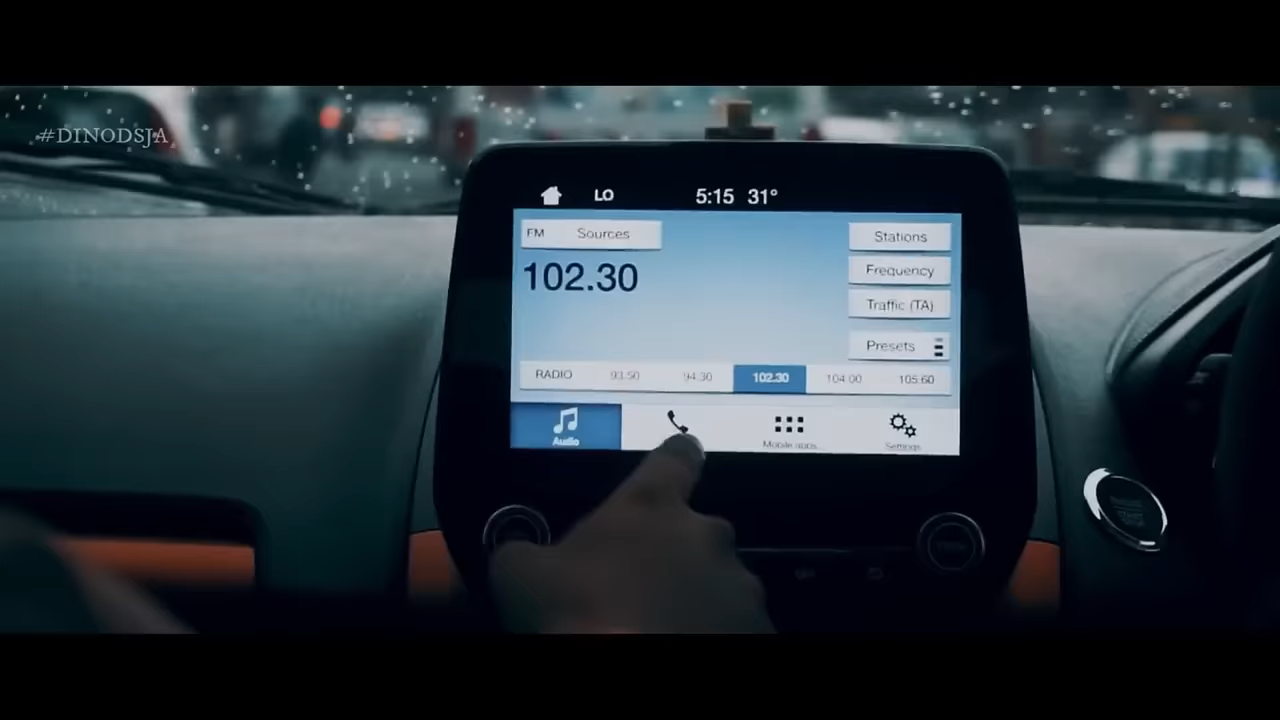 #DINODSJA
LO 5:15 31°
FM Sources
Stations
102.30
Frequency
Traffic (TA)
Presets
RADIO 93.50 94.30 102.30 104.00 105.60
Audio
Mobile apps
Settings